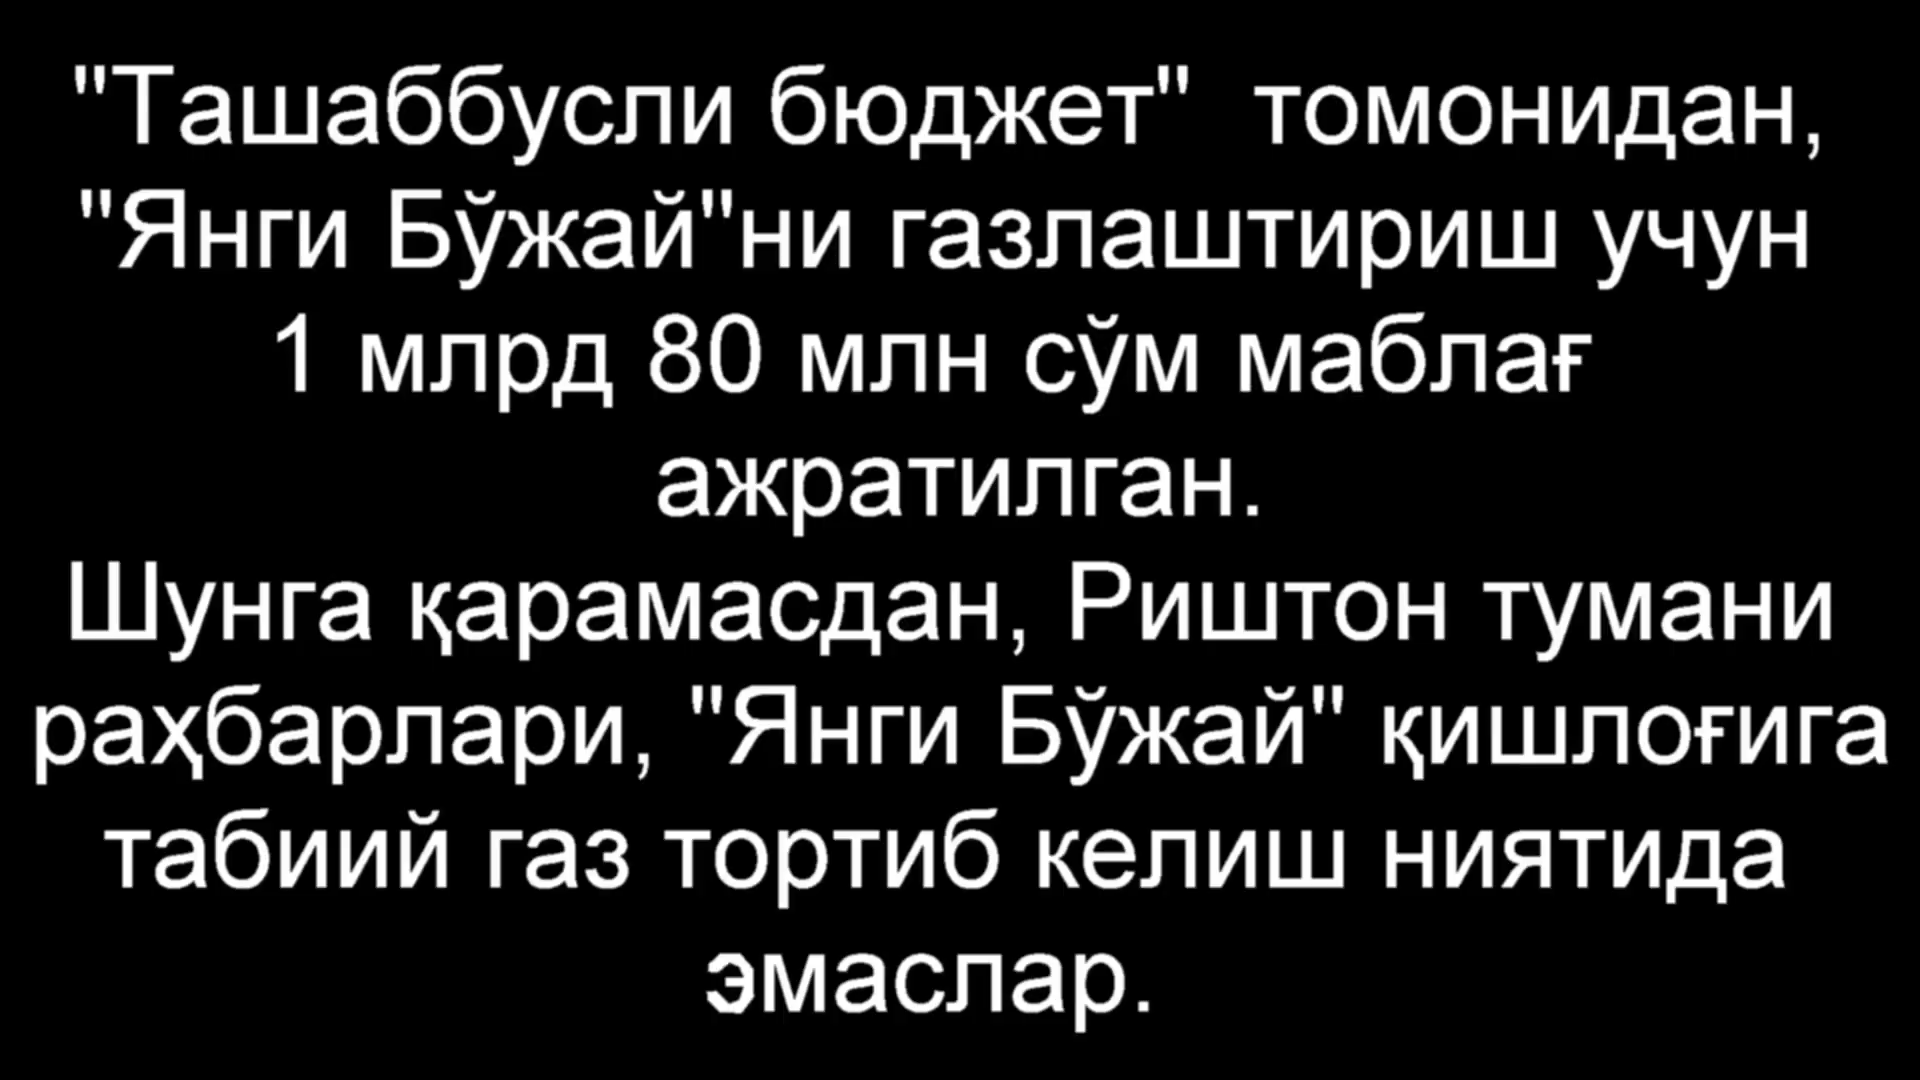 "Ташаббусли бюджет" томонидан,
"Янги Бўжай"ни газлаштириш учун
1 млрд 80 млн сўм маблағ
ажратилган.
Шунга қарамасдан, Риштон тумани
раҳбарлари, "Янги Бўжай" қишлоғига
табиий газ тортиб келиш ниятида
эмаслар.